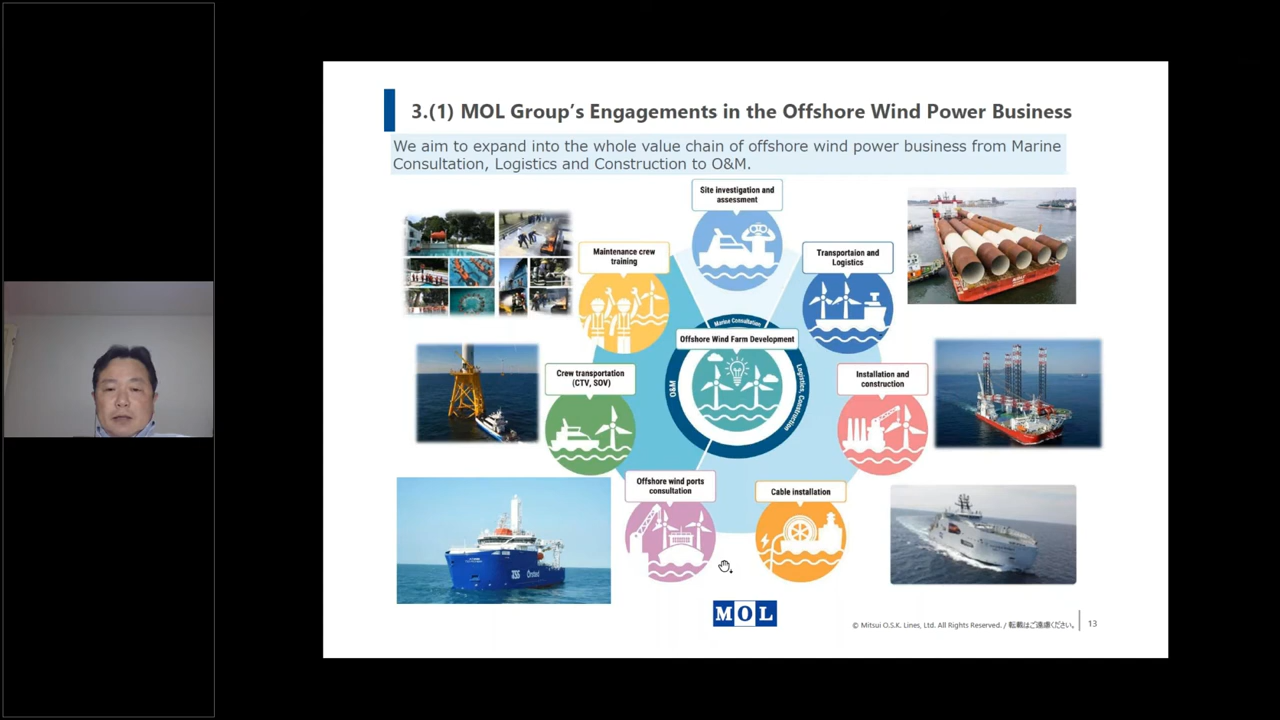 3.(1) MOL Group's Engagements in the Offshore Wind Power Business
We aim to expand into the whole value chain of offshore wind power business from Marine
Consultation, Logistics and Construction to O&M.
Site investigation and
assessment
Maintenance crew
training
Transportaion and
Logistics
Marine Consultation
Offshore Wind Farm Development
Crew transportation
(CTV, SOV)
O&M
Logistics, Construction
Installation and
construction
Offshore wind ports
consultation
Cable installation
TSS
Ørsted
MOL
© Mitsui O.S.K. Lines, Ltd. All Rights Reserved. / 転載はご遠慮ください。
13